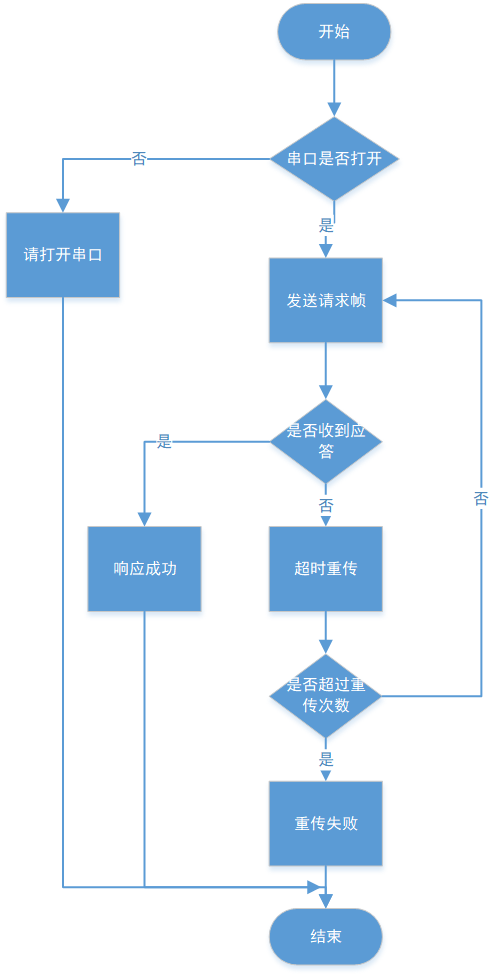 开始
串口是否打开
否
是
请打开串口
发送请求帧
是否收到应
答
是
否
否
响应成功
超时重传
是否超过重
传次数
是
重传失败
结束